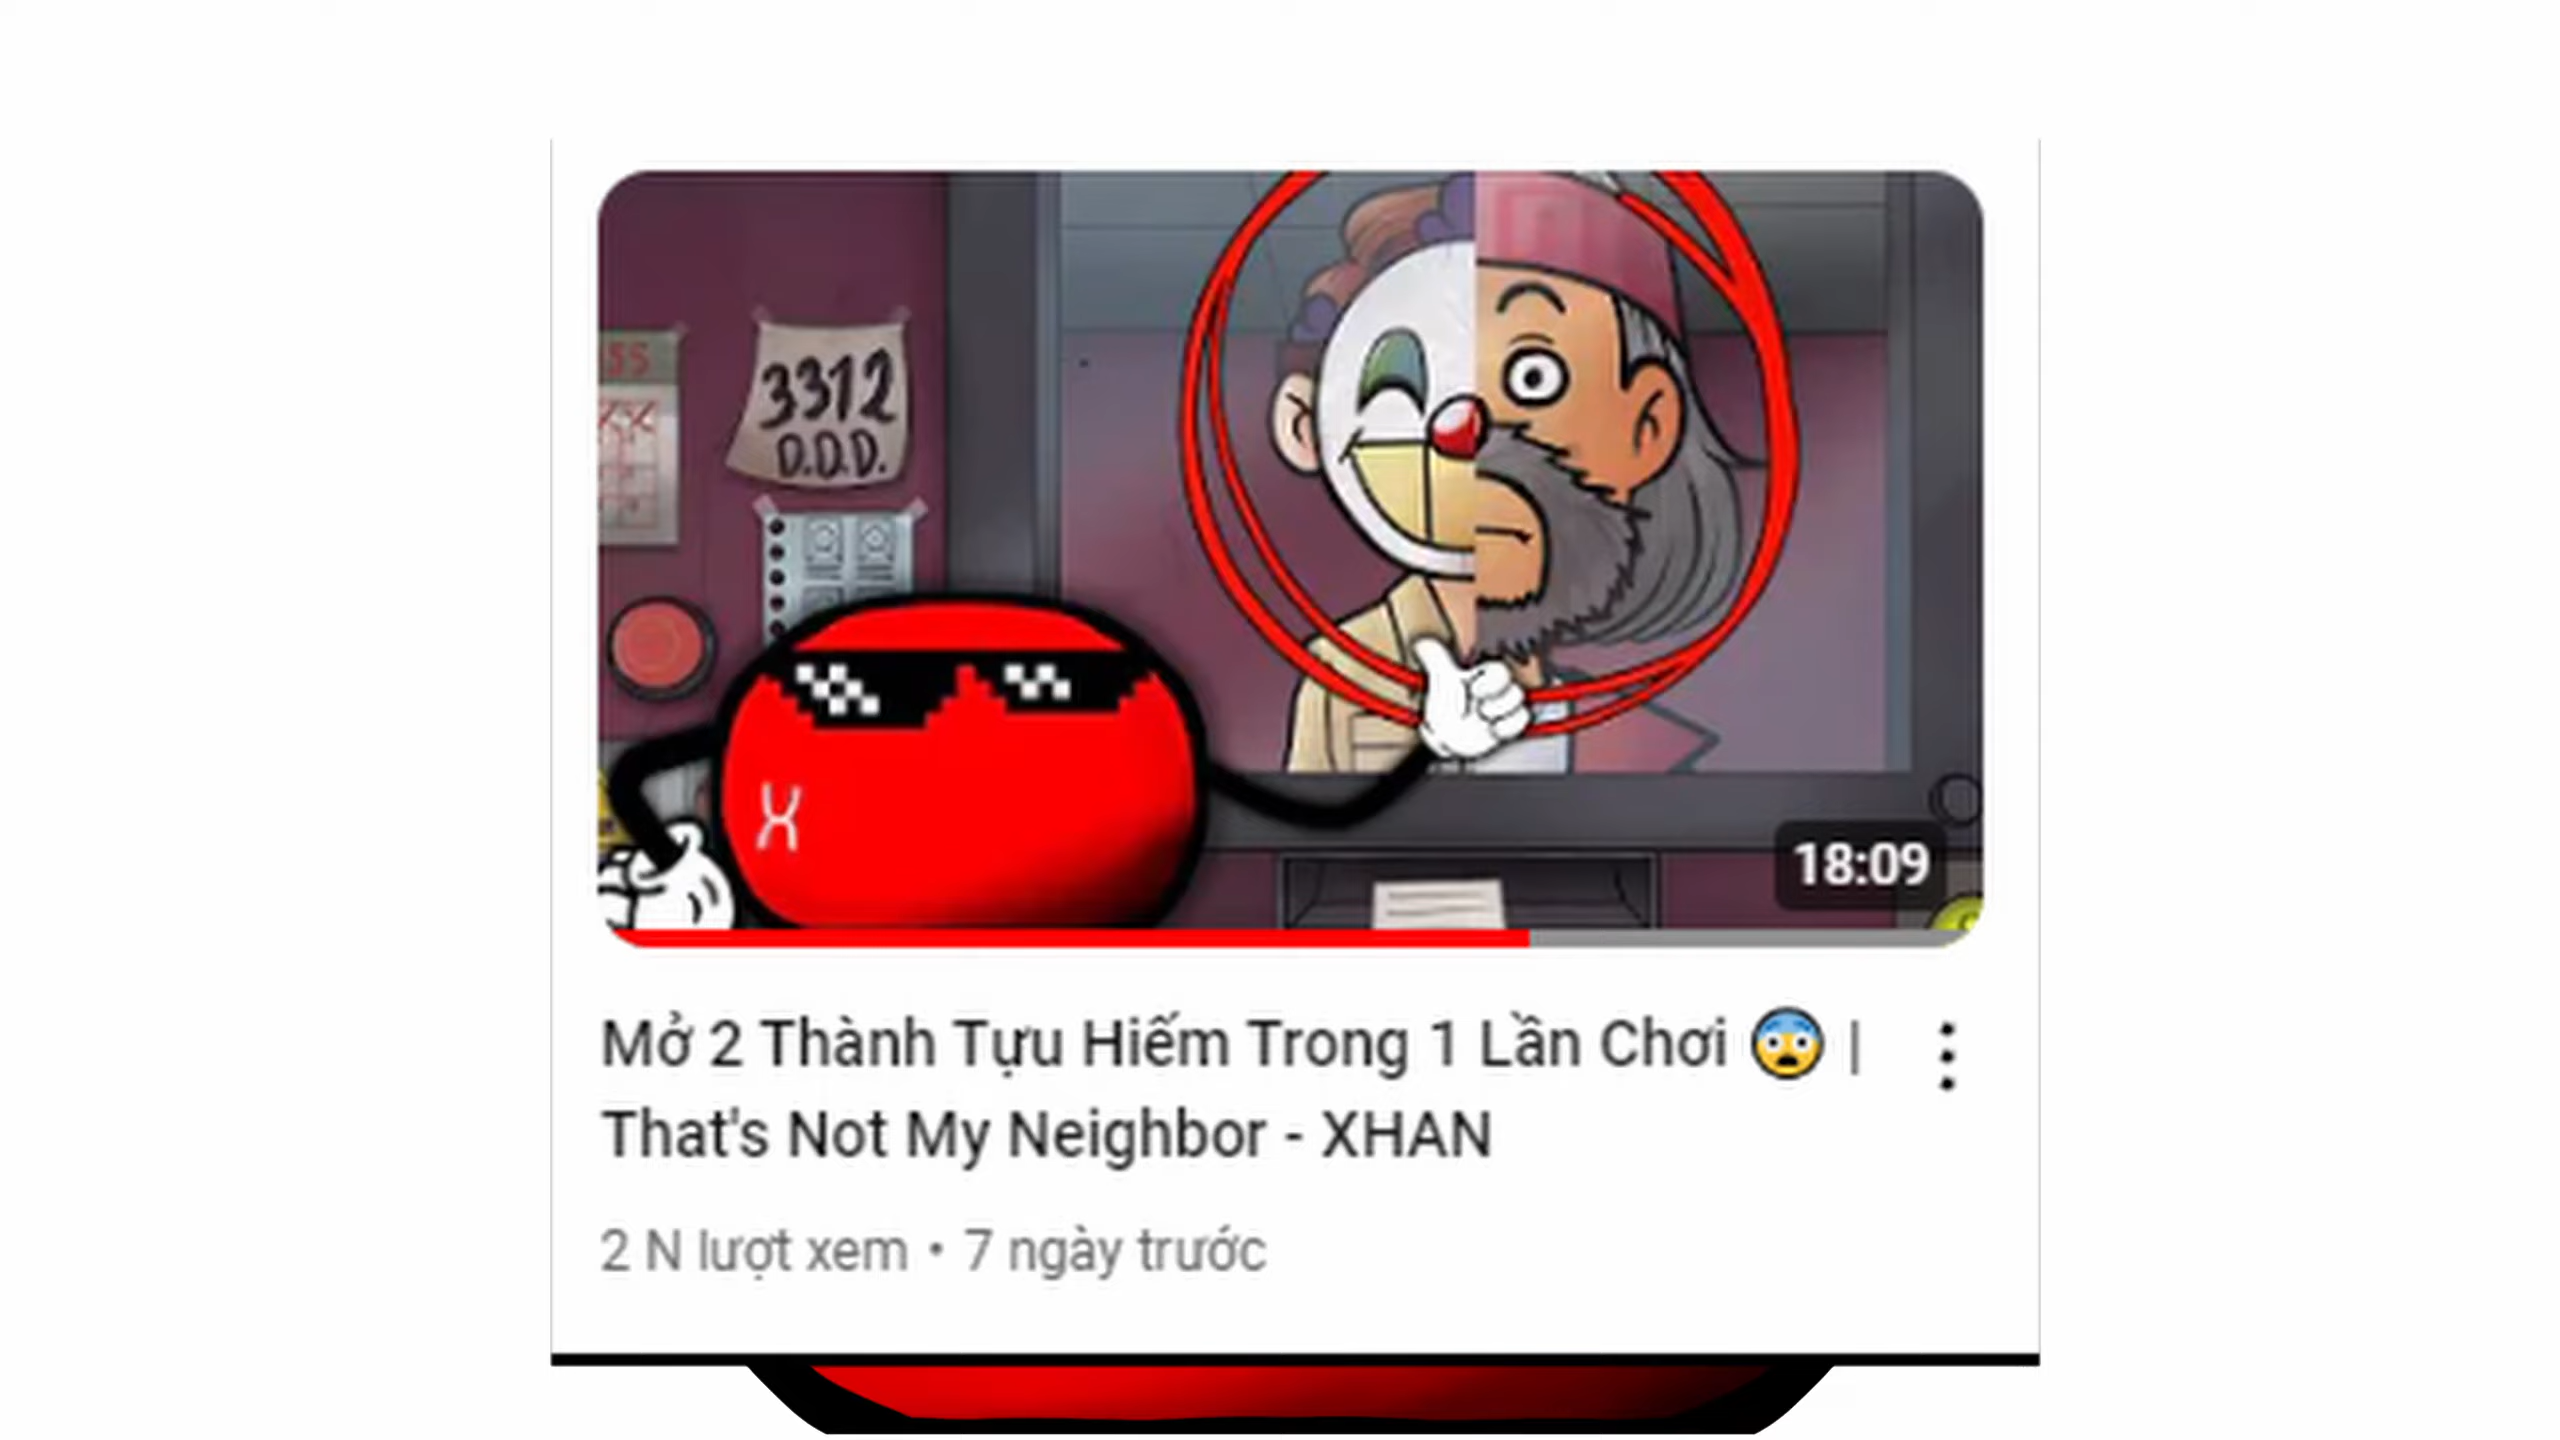 55
3312
D.D.D.
X
18:09
Mở 2 Thành Tựu Hiếm Trong 1 Lần Chơi 😨 |
That's Not My Neighbor - XHAN
2 N lượt xem • 7 ngày trước